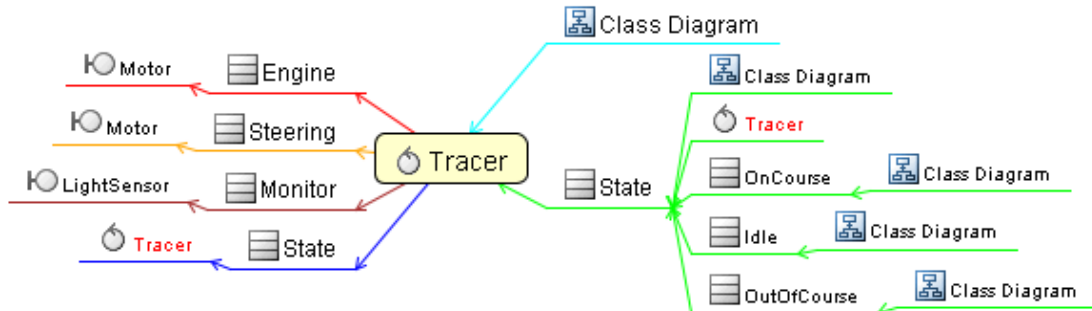 Class Diagram
Motor
Engine
Class Diagram
Motor
Steering
Tracer
Tracer
LightSensor
Monitor
State
OnCourse
Class Diagram
Tracer
State
Idle
Class Diagram
OutOfCourse
Class Diagram